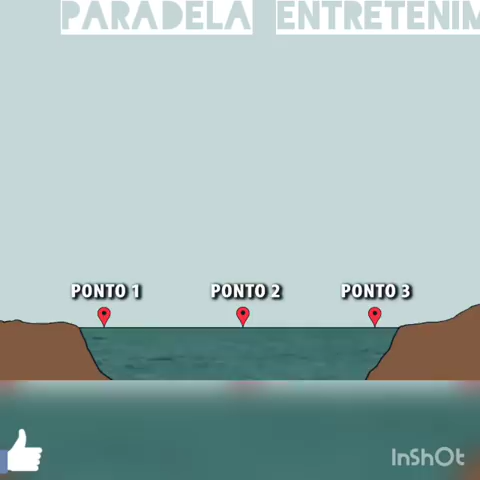 PARADELA ENTRETENIM
PONTO 1 PONTO 2 PONTO 3
InShOt